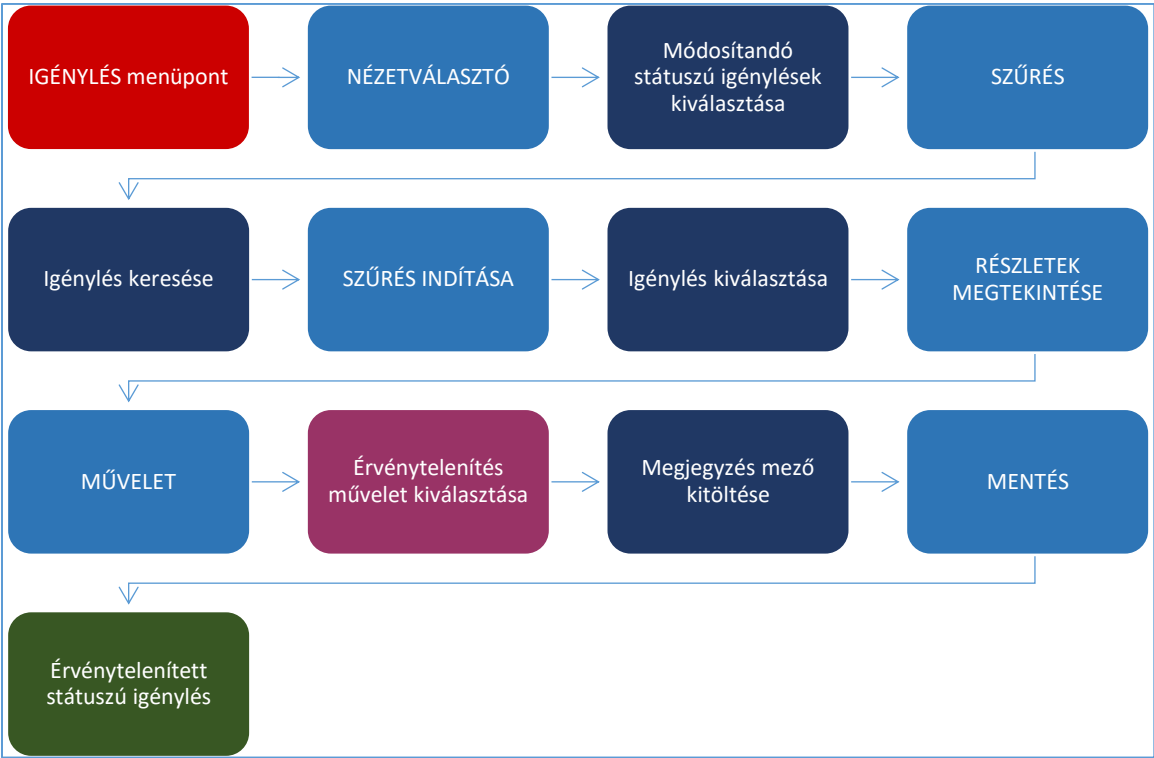 IGÉNYLÉS menüpont
NÉZETVÁLASZTÓ
Módosítandó
státuszú igénylések
kiválasztása
SZŰRÉS
Igénylés keresése
SZŰRÉS INDÍTÁSA
Igénylés kiválasztása
RÉSZLETEK
MEGTEKINTÉSE
MŰVELET
Érvénytelenítés
művelet kiválasztása
Megjegyzés mező
kitöltése
MENTÉS
Érvénytelenített
státuszú igénylés